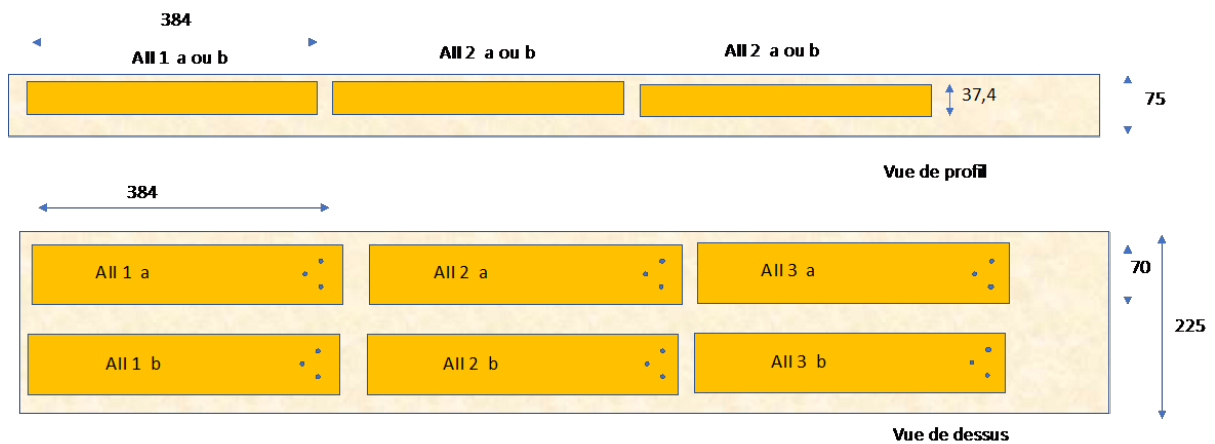 384
All 1 a ou b
All 2 a ou b
All 2 a ou b
37,4
75
Vue de profil
384
All 1 a
All 2 a
All 3 a
70
225
All 1 b
All 2 b
All 3 b
Vue de dessus